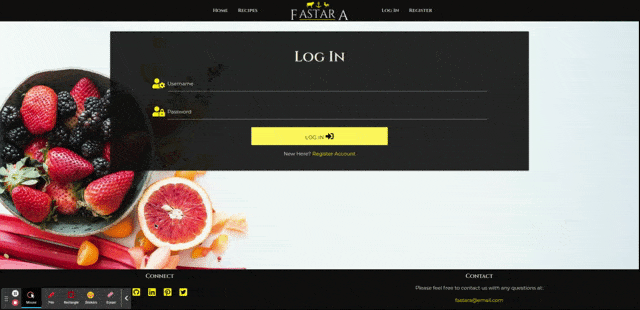 Home
Recipes
FASTARA
Log In
Register
Log In
Username
Password
LOG IN
New Here? Register Account
Connect
Contact
Please feel free to contact us with any questions at:
fastara@email.com
Mouse
Pen
Rectangle
Stickers
Eraser